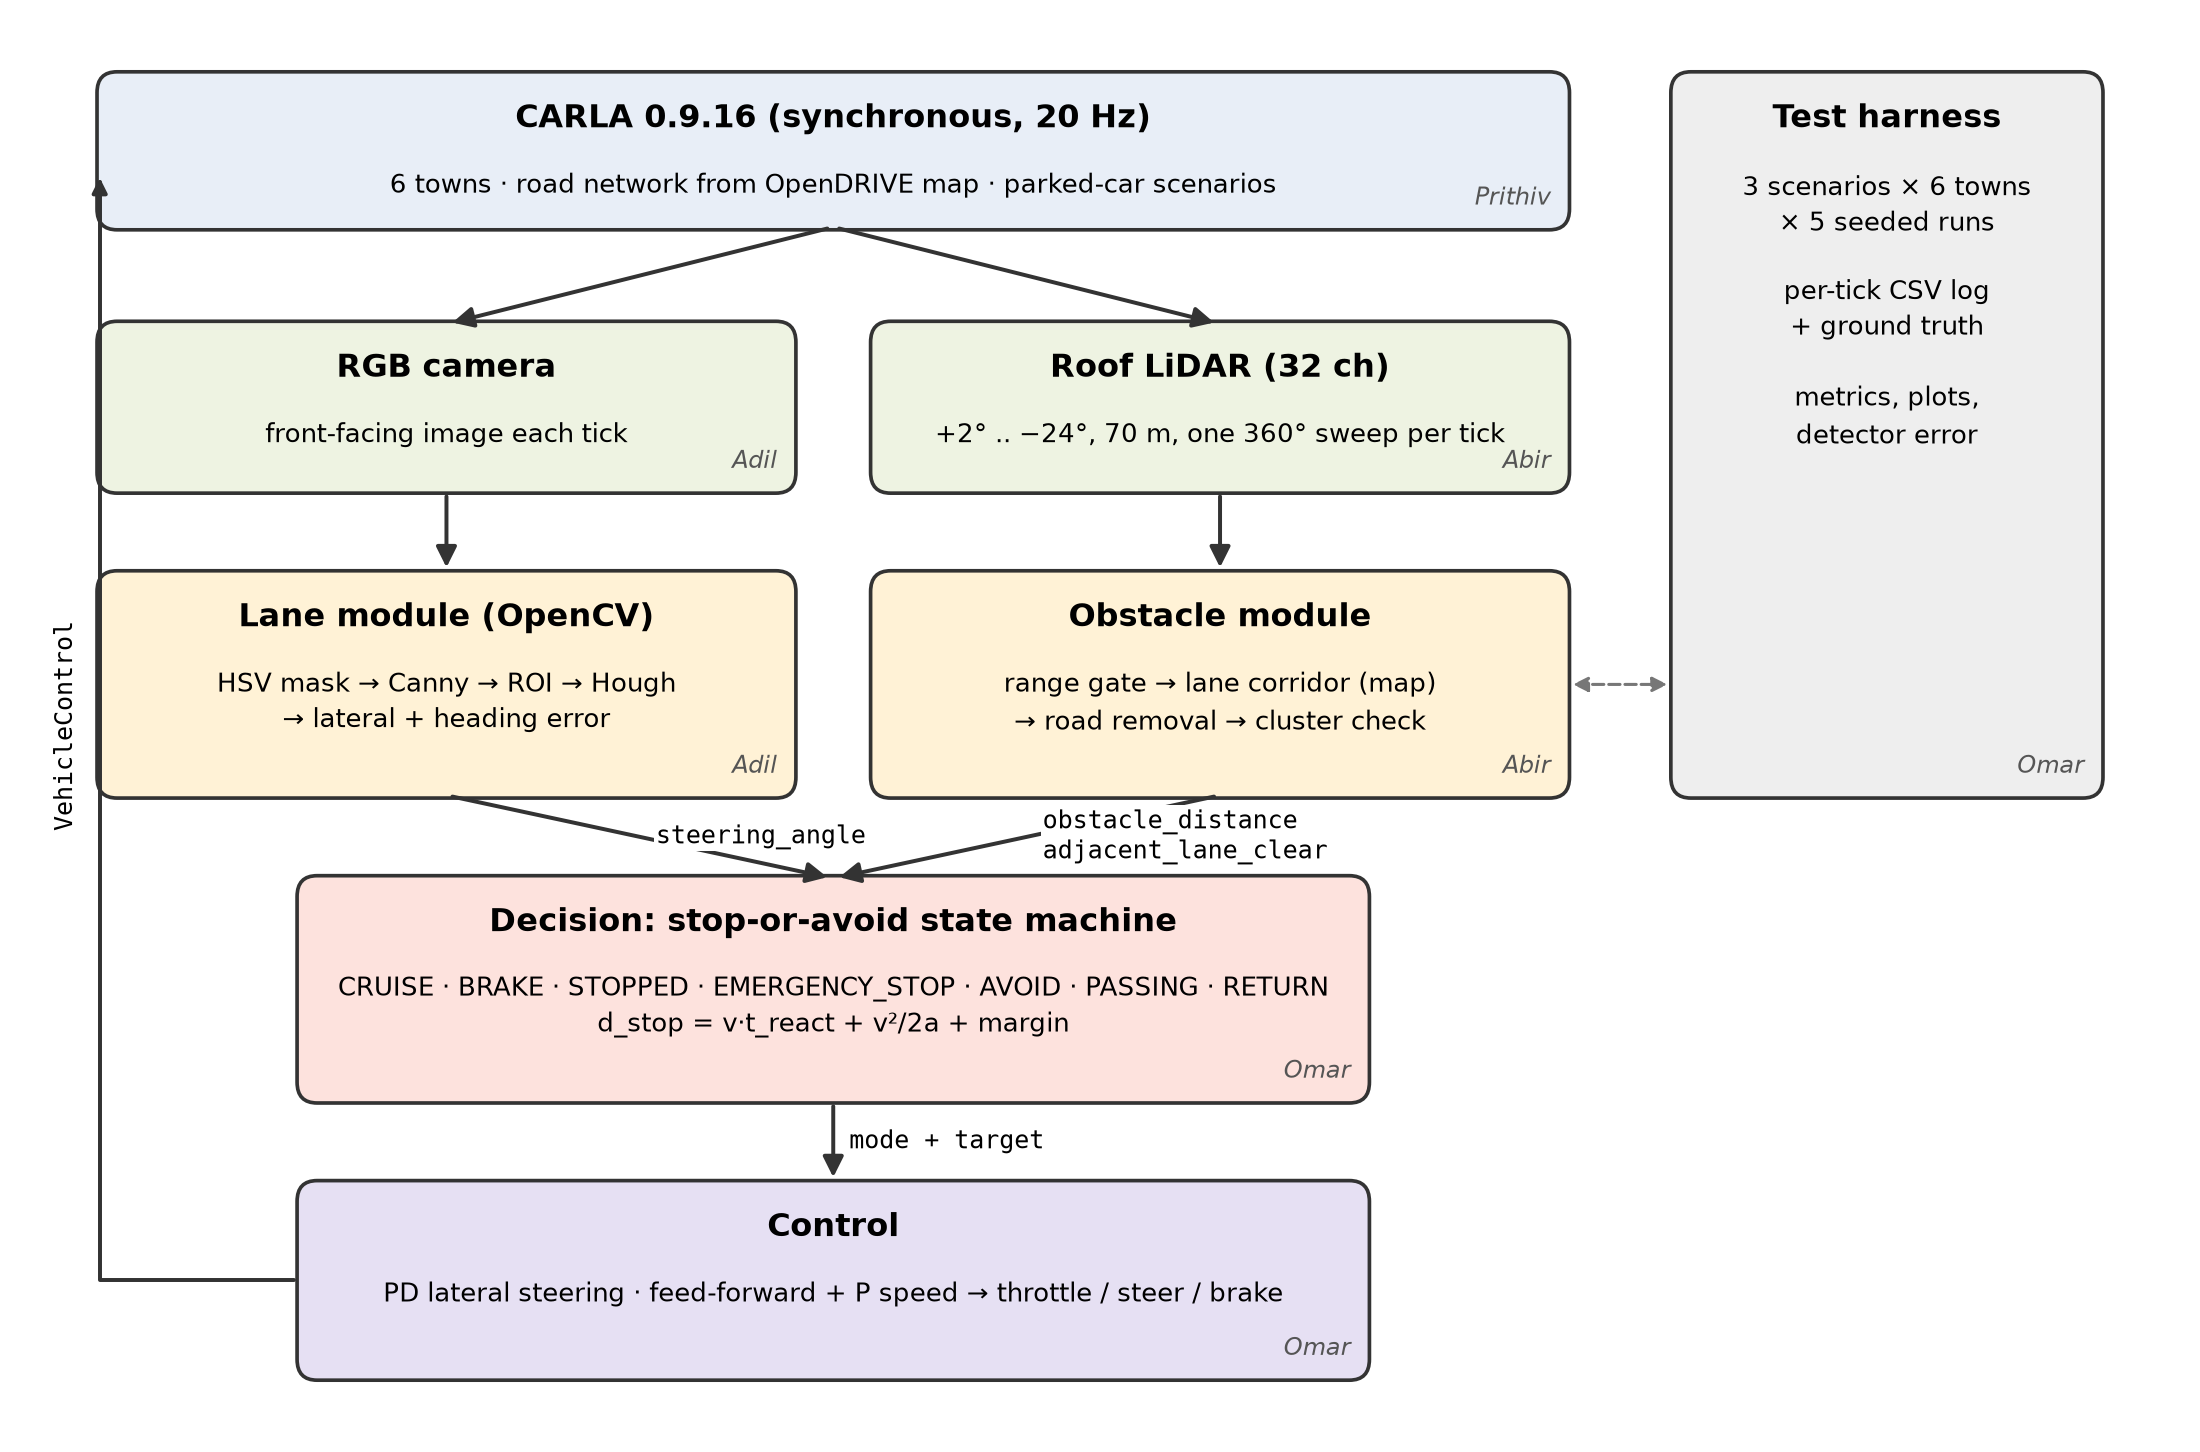 CARLA 0.9.16 (synchronous, 20 Hz)
6 towns · road network from OpenDRIVE map · parked-car scenarios
Prithiv
Test harness
3 scenarios × 6 towns
× 5 seeded runs
per-tick CSV log
+ ground truth
metrics, plots,
detector error
Omar
RGB camera
front-facing image each tick
Adil
Roof LiDAR (32 ch)
+2° .. −24°, 70 m, one 360° sweep per tick
Abir
Lane module (OpenCV)
HSV mask → Canny → ROI → Hough
→ lateral + heading error
Adil
Obstacle module
range gate → lane corridor (map)
→ road removal → cluster check
Abir
VehicleControl
steering_angle
obstacle_distance
adjacent_lane_clear
Decision: stop-or-avoid state machine
CRUISE · BRAKE · STOPPED · EMERGENCY_STOP · AVOID · PASSING · RETURN
d_stop = v·t_react + v²/2a + margin
Omar
mode + target
Control
PD lateral steering · feed-forward + P speed → throttle / steer / brake
Omar